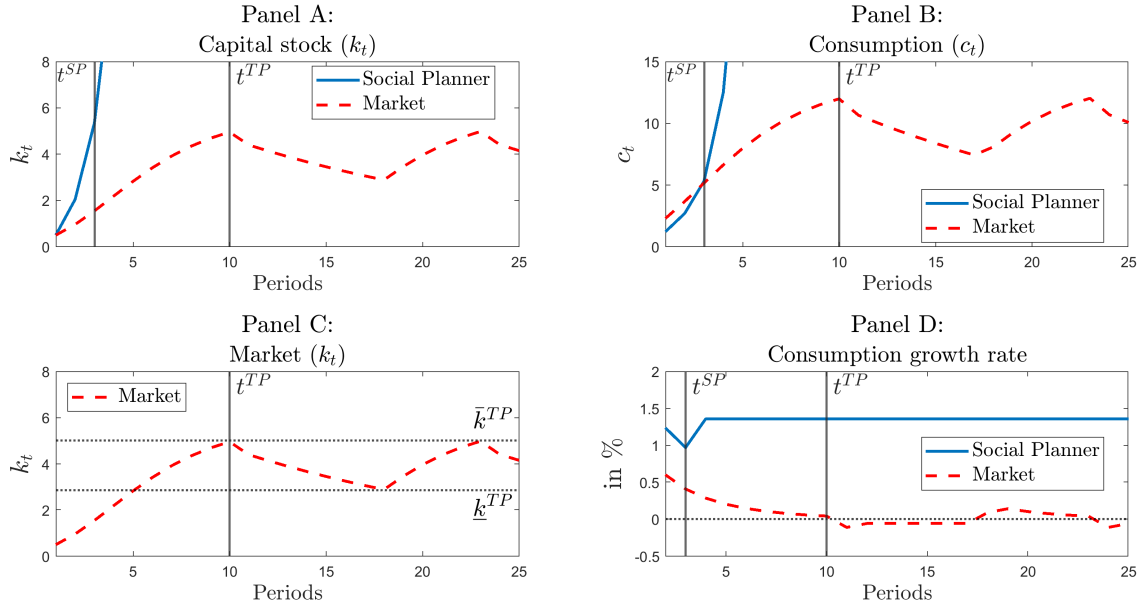 Panel A:
Capital stock (k_t)
8
6
4
2
0
k_t
t^{SP}
t^{TP}
Social Planner
Market
5
10
15
20
25
Periods
Panel B:
Consumption (c_t)
15
10
5
0
c_t
t^{SP}
t^{TP}
Social Planner
Market
5
10
15
20
25
Periods
Panel C:
Market (k_t)
8
6
4
2
0
k_t
Market
t^{TP}
k̄^{TP}
k̲^{TP}
5
10
15
20
25
Periods
Panel D:
Consumption growth rate
2
1.5
1
0.5
0
-0.5
in %
t^{SP}
t^{TP}
Social Planner
Market
5
10
15
20
25
Periods